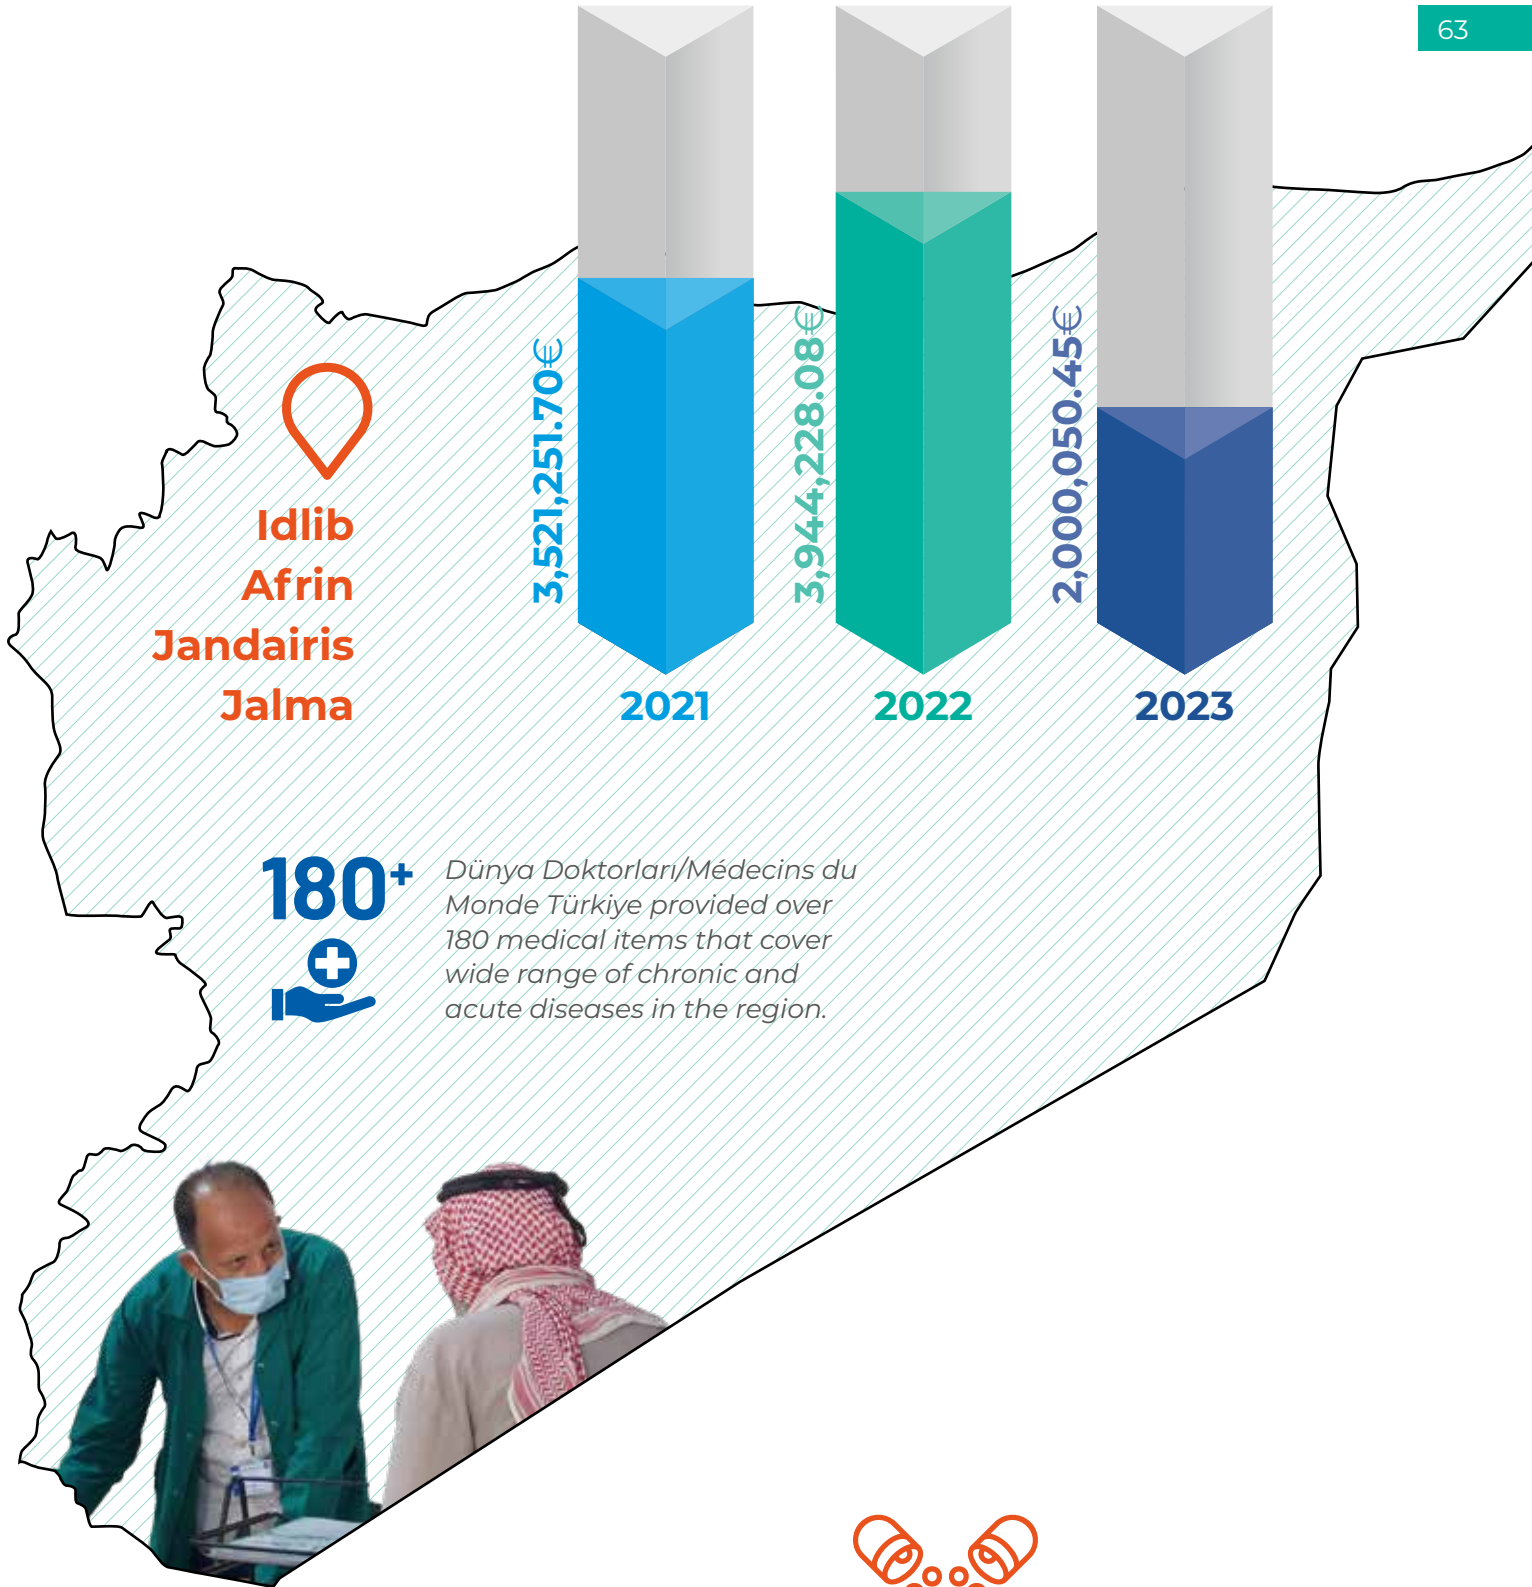 63
3,521,251.70€
3,944,228.08€
2,000,050.45€
Idlib
Afrin
Jandairis
Jalma
2021
2022
2023
180+
Dünya Doktorları/Médecins du
Monde Türkiye provided over
180 medical items that cover
wide range of chronic and
acute diseases in the region.